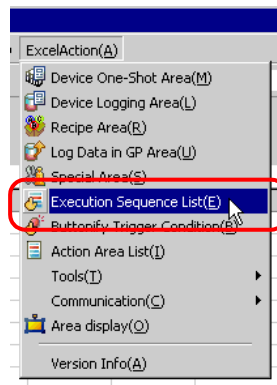 ExcelAction(A)
Device One-Shot Area(M)
Device Logging Area(L)
Recipe Area(R)
Log Data in GP Area(U)
Special Area(S)
Execution Sequence List(E)
Buttonify Trigger Condition(B)
Action Area List(I)
Tools(T)
Communication(C)
Area display(O)
Version Info(A)